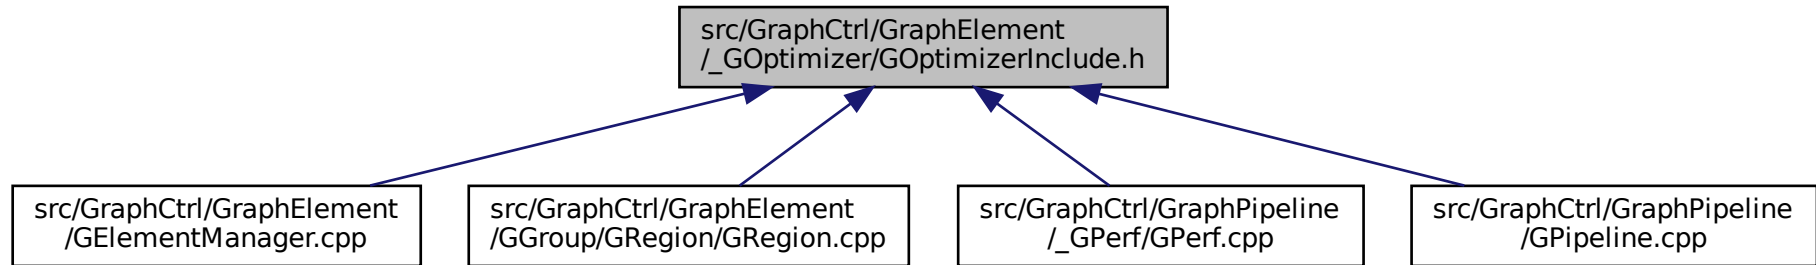 src/GraphCtrl/GraphElement
/_GOptimizer/GOptimizerInclude.h
src/GraphCtrl/GraphElement
/GElementManager.cpp
src/GraphCtrl/GraphElement
/GGroup/GRegion/GRegion.cpp
src/GraphCtrl/GraphPipeline
/_GPerf/GPerf.cpp
src/GraphCtrl/GraphPipeline
/GPipeline.cpp